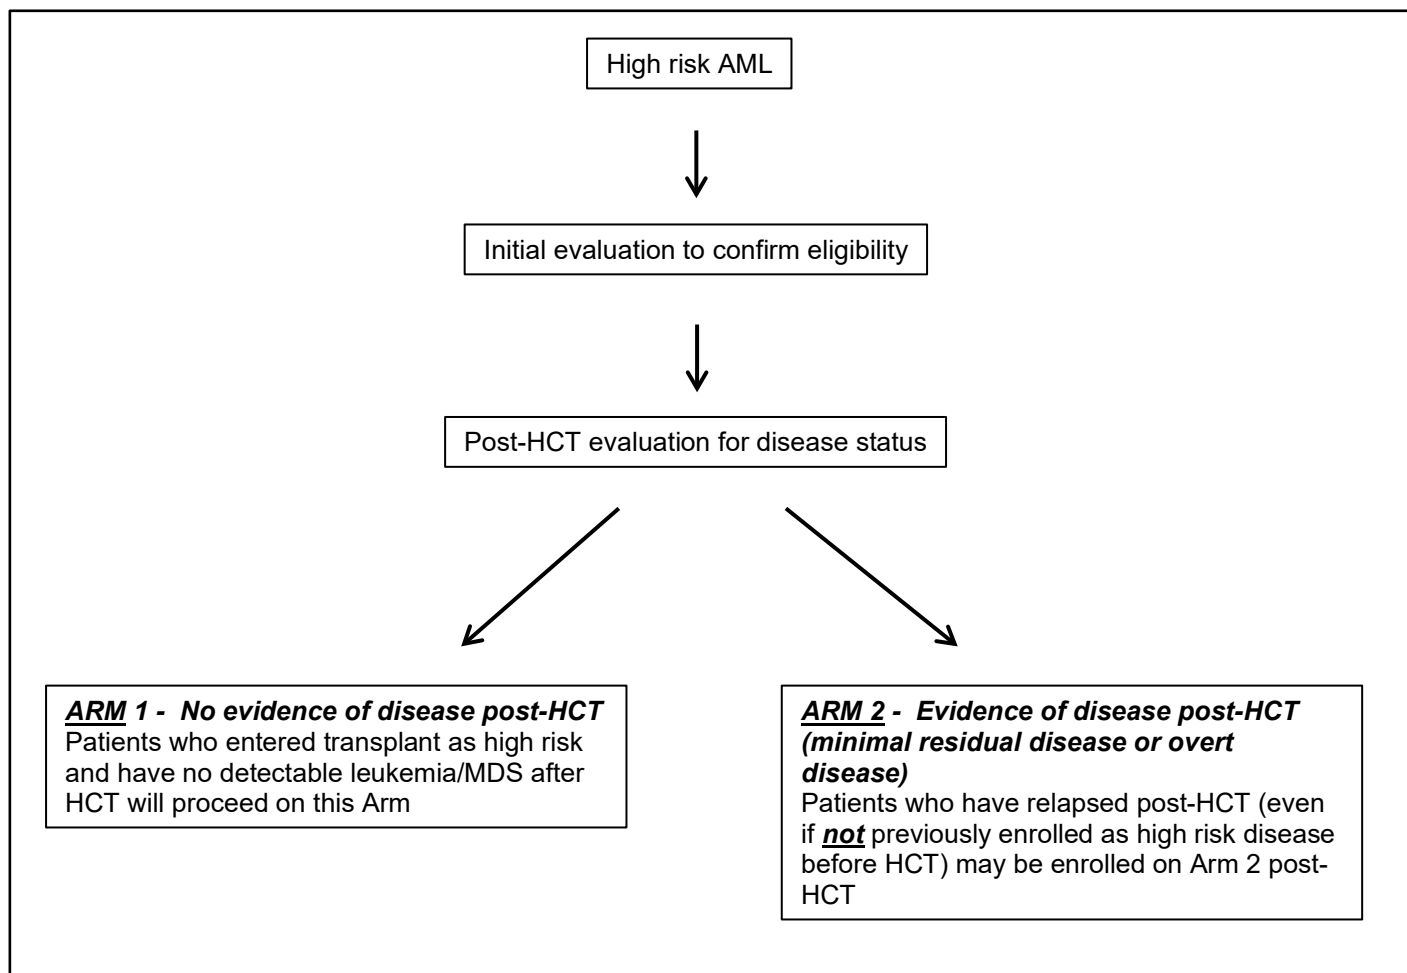 High risk AML
Initial evaluation to confirm eligibility
Post-HCT evaluation for disease status
ARM 1 - No evidence of disease post-HCT
Patients who entered transplant as high risk
and have no detectable leukemia/MDS after
HCT will proceed on this Arm
ARM 2 - Evidence of disease post-HCT
(minimal residual disease or overt
disease)
Patients who have relapsed post-HCT (even
if not previously enrolled as high risk disease
before HCT) may be enrolled on Arm 2 post-
HCT